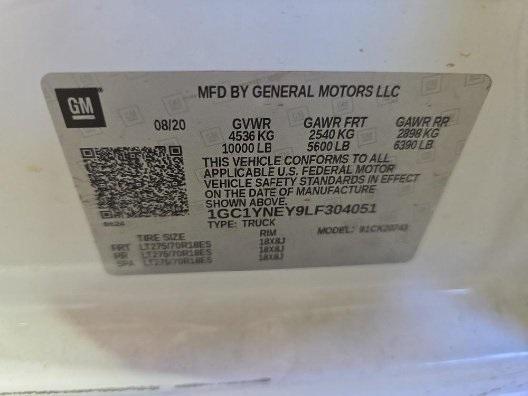 GM
MFD BY GENERAL MOTORS LLC
08/20 GVWR GAWR FRT GAWR RR
4536 KG 2540 KG 2898 KG
10000 LB 5600 LB 6390 LB
THIS VEHICLE CONFORMS TO ALL
APPLICABLE U.S. FEDERAL MOTOR
VEHICLE SAFETY STANDARDS IN EFFECT
ON THE DATE OF MANUFACTURE
SHOWN ABOVE.
1GC1YNEY9LF304051
TYPE: TRUCK
TIRE SIZE RIM MODEL:
FRT LT275/70R18ES 18X8J
RR LT275/70R18ES 18X8J
SPA LT275/70R18ES 18X8J